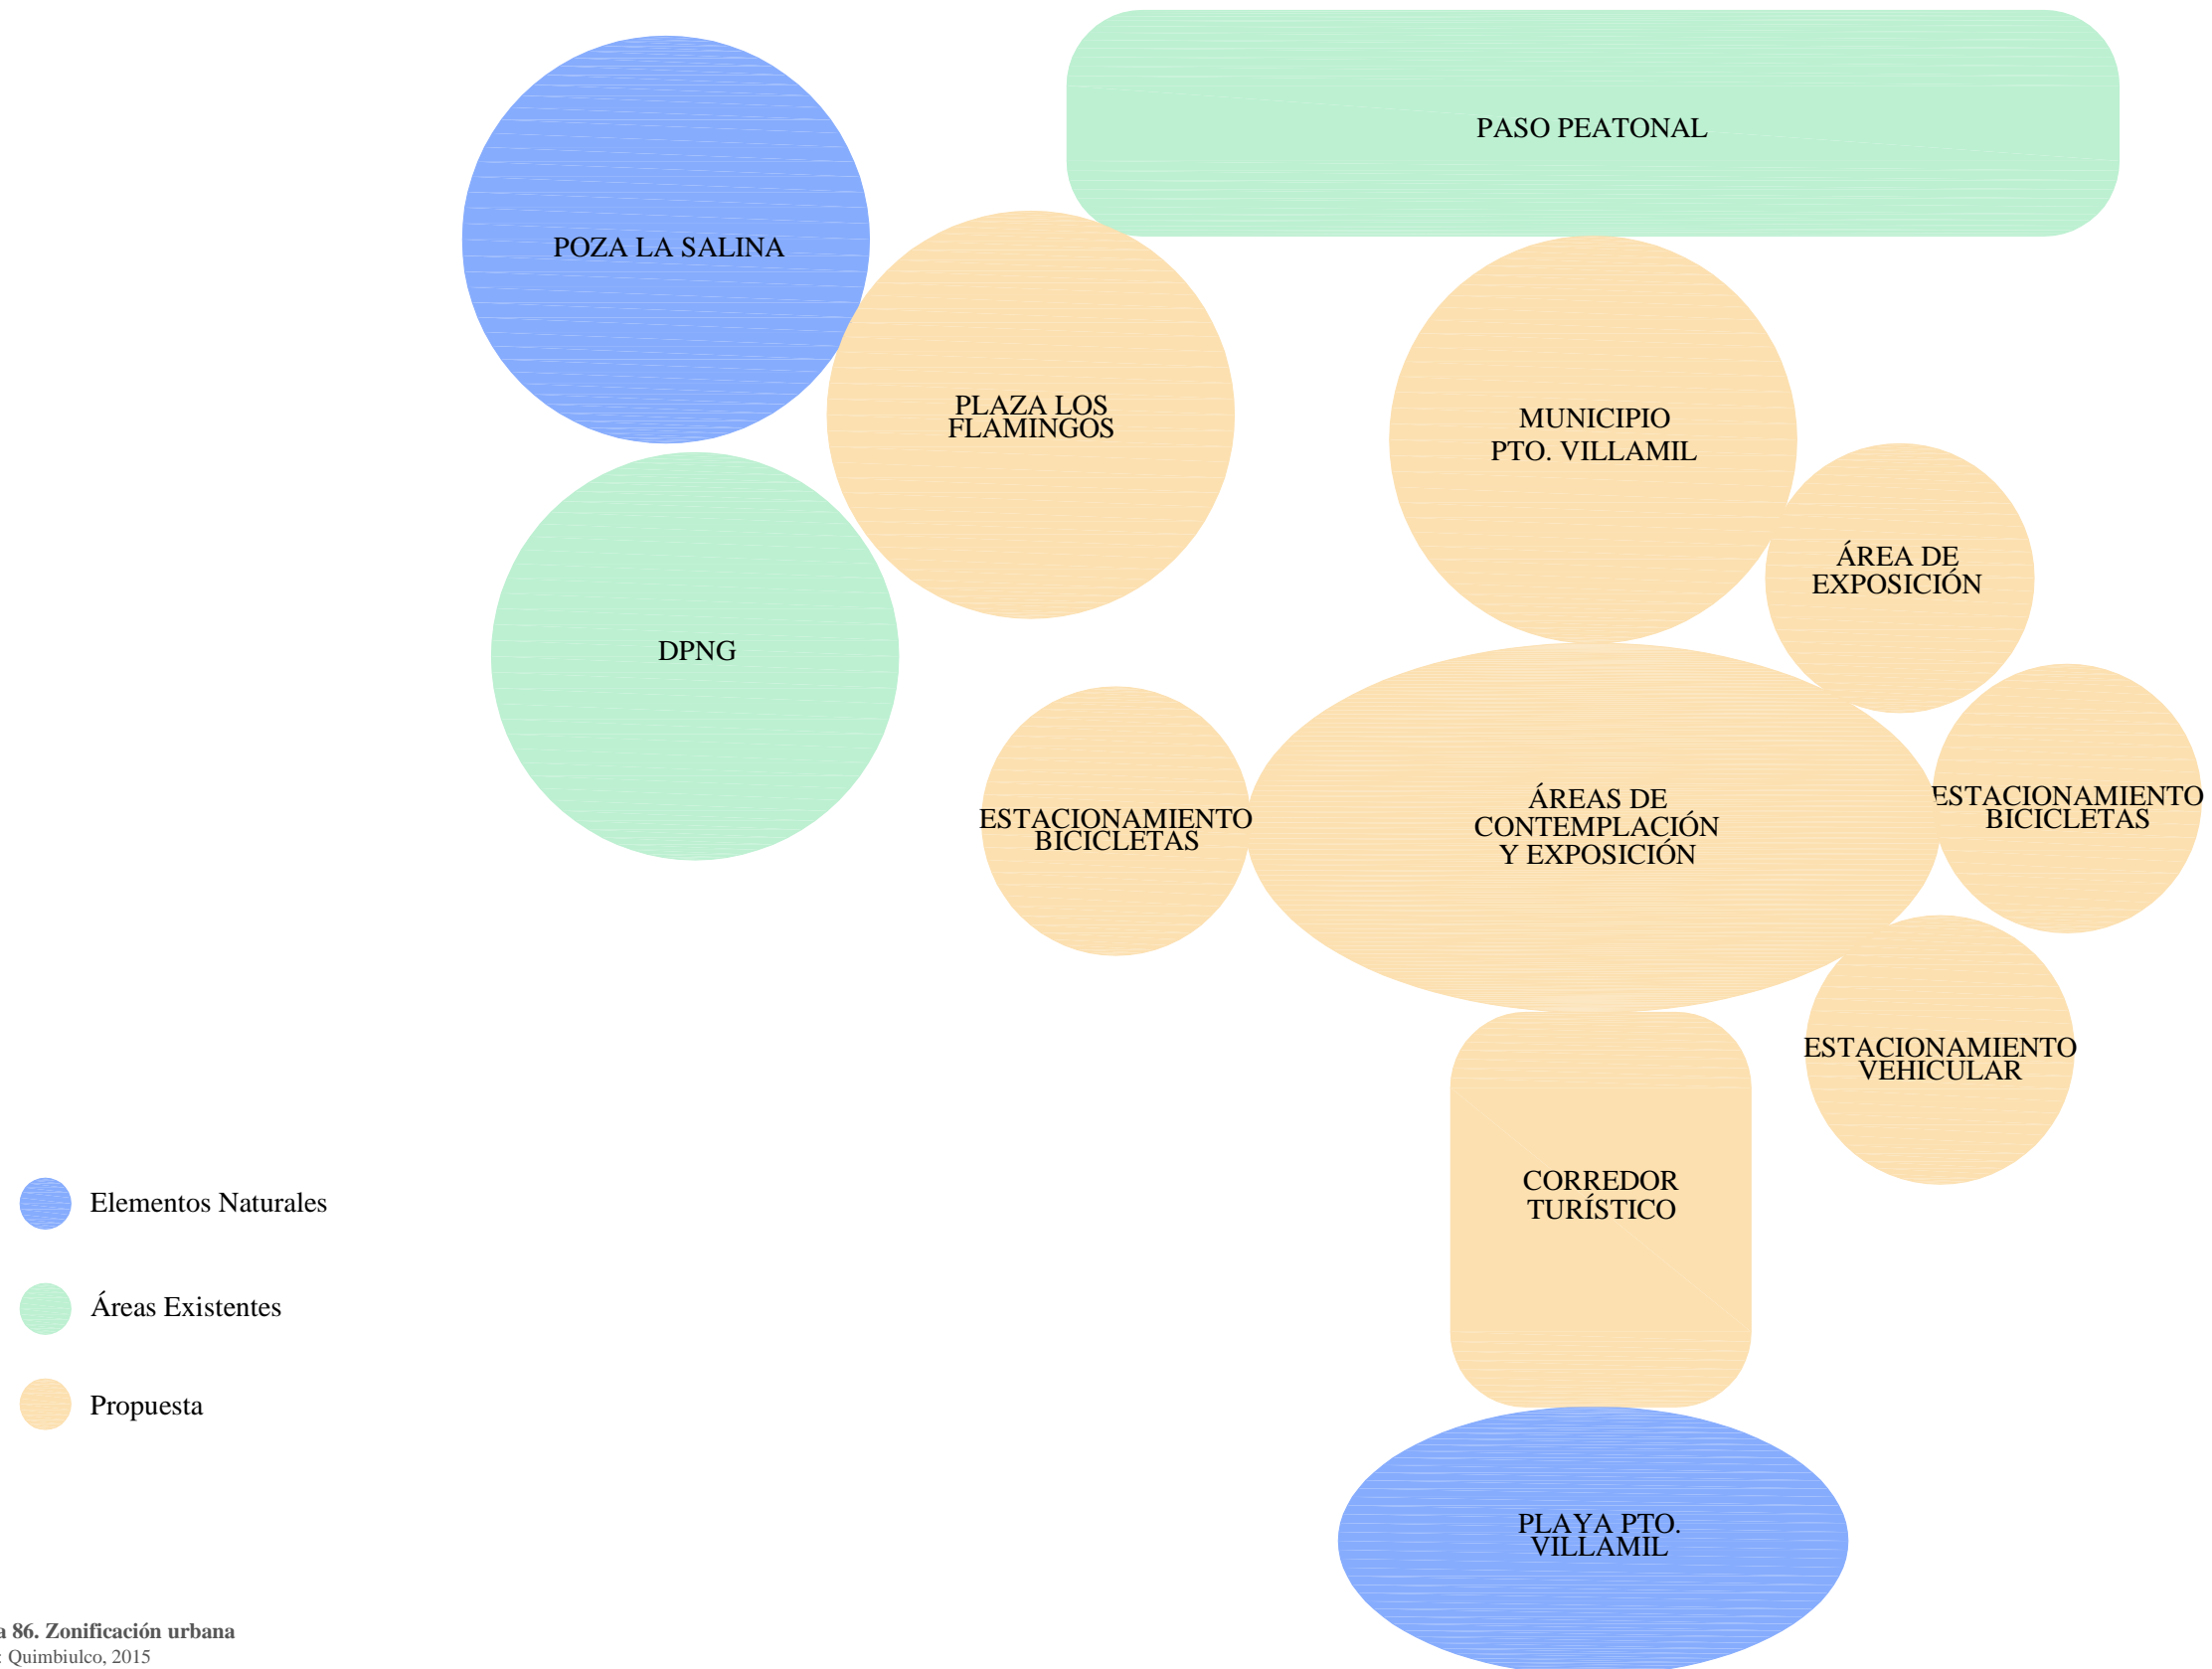 PASO PEATONAL
POZA LA SALINA
PLAZA LOS
FLAMINGOS
MUNICIPIO
PTO. VILLAMIL
ÁREA DE
EXPOSICIÓN
DPNG
ESTACIONAMIENTO
BICICLETAS
ÁREAS DE
CONTEMPLACIÓN
Y EXPOSICIÓN
ESTACIONAMIENTO
BICICLETAS
ESTACIONAMIENTO
VEHICULAR
CORREDOR
TURÍSTICO
Elementos Naturales
Áreas Existentes
Propuesta
PLAYA PTO.
VILLAMIL
a 86. Zonificación urbana
: Quimbiulco, 2015